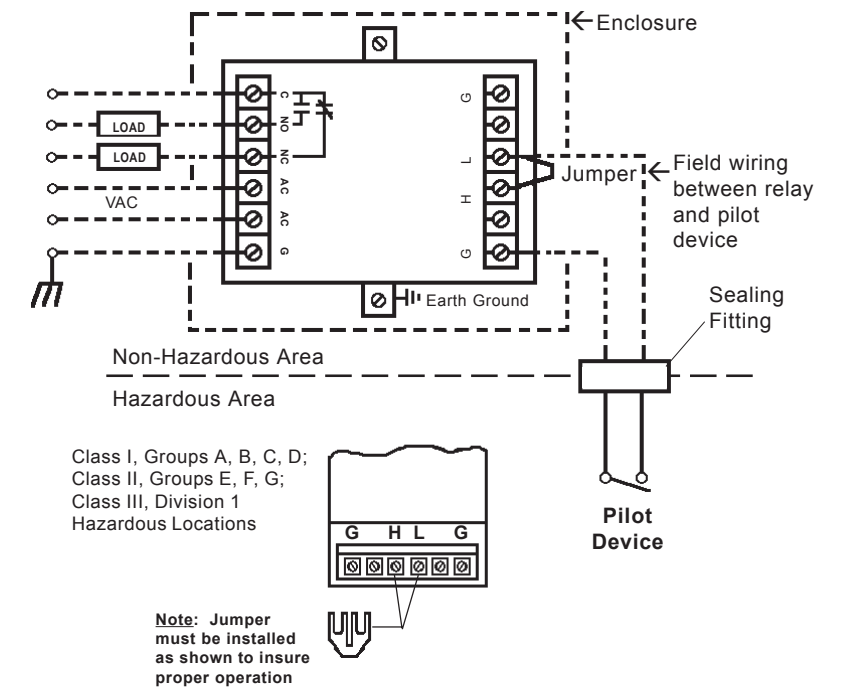 Enclosure
C
NO
NC
AC
AC
G
G
L
H
G
LOAD
LOAD
VAC
Jumper
Field wiring
between relay
and pilot
device
Earth Ground
Sealing
Fitting
Non-Hazardous Area
Hazardous Area
Class I, Groups A, B, C, D;
Class II, Groups E, F, G;
Class III, Division 1
Hazardous Locations
G H L G
Pilot
Device
Note: Jumper
must be installed
as shown to insure
proper operation